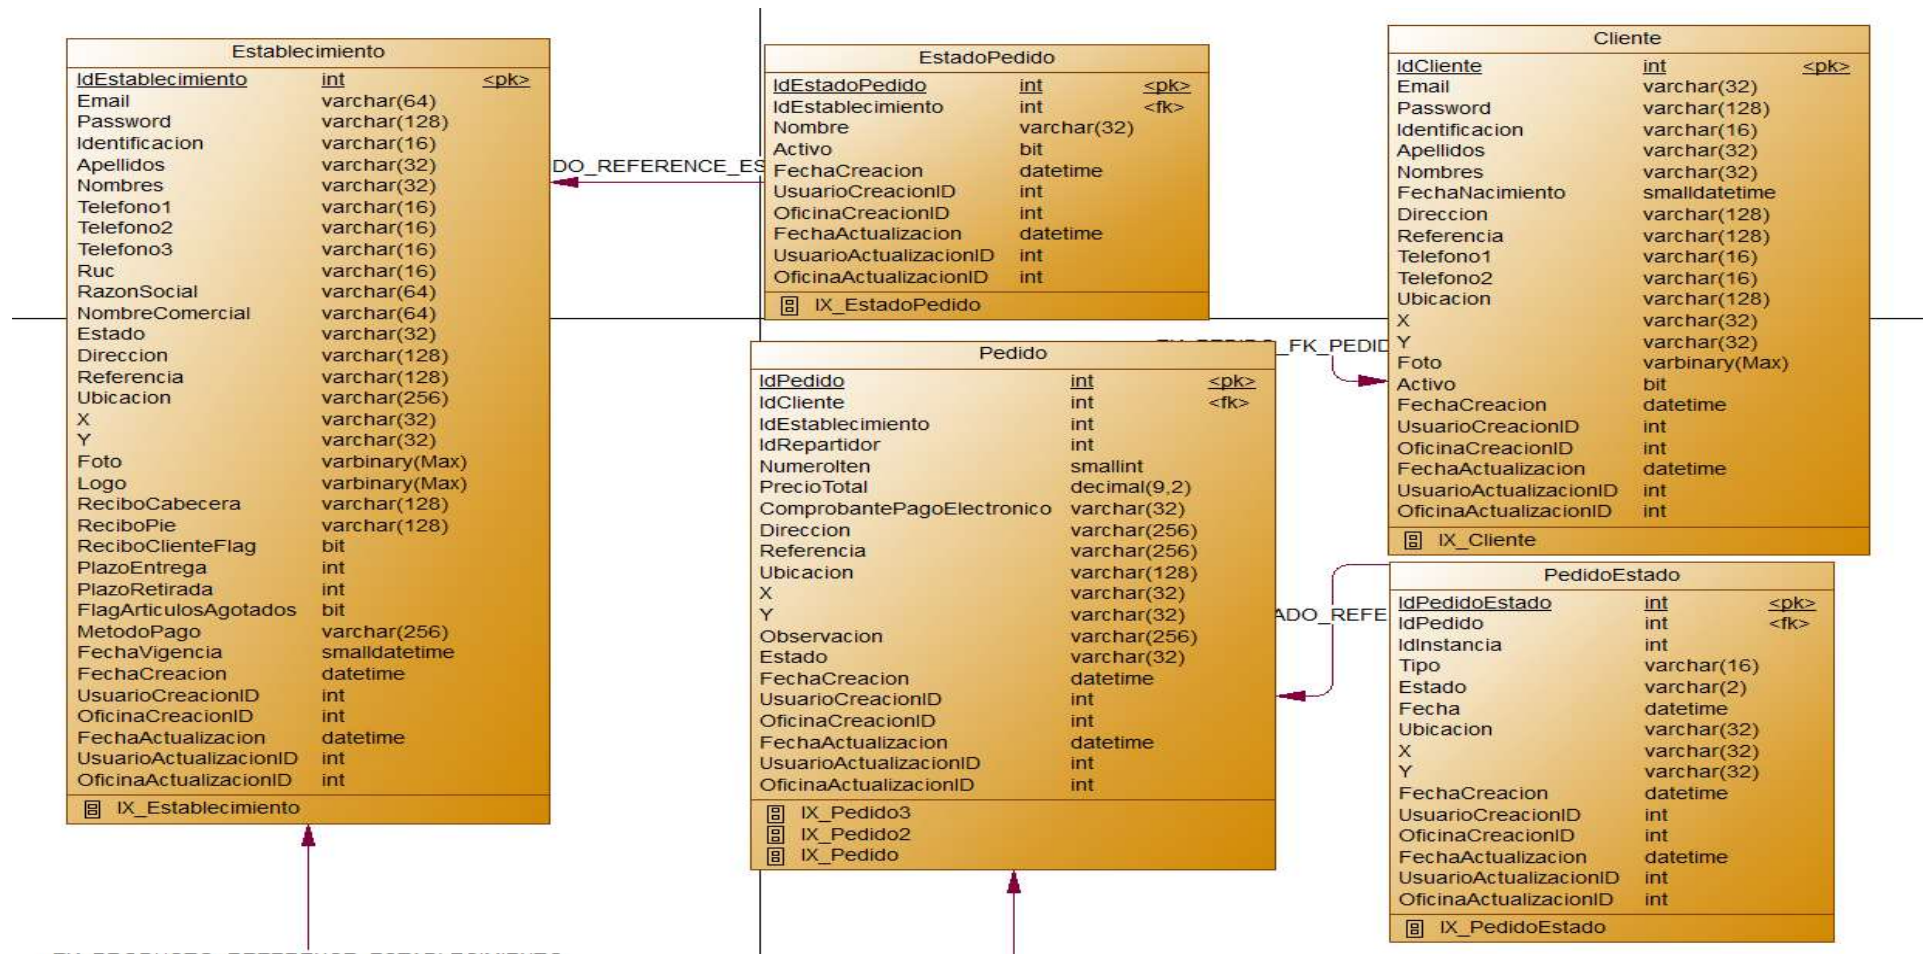 Establecimiento
IdEstablecimiento int <pk>
Email varchar(64)
Password varchar(128)
Identificacion varchar(16)
Apellidos varchar(32)
Nombres varchar(32)
Telefono1 varchar(16)
Telefono2 varchar(16)
Telefono3 varchar(16)
Ruc varchar(16)
RazonSocial varchar(64)
NombreComercial varchar(64)
Estado varchar(32)
Direccion varchar(128)
Referencia varchar(128)
Ubicacion varchar(256)
X varchar(32)
Y varchar(32)
Foto varbinary(Max)
Logo varbinary(Max)
ReciboCabecera varchar(128)
ReciboPie varchar(128)
ReciboClienteFlag bit
PlazoEntrega int
PlazoRetirada int
FlagArticulosAgotados bit
MetodoPago varchar(256)
FechaVigencia smalldatetime
FechaCreacion datetime
UsuarioCreacionID int
OficinaCreacionID int
FechaActualizacion datetime
UsuarioActualizacionID int
OficinaActualizacionID int
IX_Establecimiento
DO_REFERENCE_ES
EstadoPedido
IdEstadoPedido int <pk>
IdEstablecimiento int <fk>
Nombre varchar(32)
Activo bit
FechaCreacion datetime
UsuarioCreacionID int
OficinaCreacionID int
FechaActualizacion datetime
UsuarioActualizacionID int
OficinaActualizacionID int
IX_EstadoPedido
_FK_PEDID
Pedido
IdPedido int <pk>
IdCliente int <fk>
IdEstablecimiento int
IdRepartidor int
NumeroIten smallint
PrecioTotal decimal(9,2)
ComprobantePagoElectronico varchar(32)
Direccion varchar(256)
Referencia varchar(256)
Ubicacion varchar(128)
X varchar(32)
Y varchar(32)
Observacion varchar(256)
Estado varchar(32)
FechaCreacion datetime
UsuarioCreacionID int
OficinaCreacionID int
FechaActualizacion datetime
UsuarioActualizacionID int
OficinaActualizacionID int
IX_Pedido3
IX_Pedido2
IX_Pedido
ADO_REFE
Cliente
IdCliente int <pk>
Email varchar(32)
Password varchar(128)
Identificacion varchar(16)
Apellidos varchar(32)
Nombres varchar(32)
FechaNacimiento smalldatetime
Direccion varchar(128)
Referencia varchar(128)
Telefono1 varchar(16)
Telefono2 varchar(16)
Ubicacion varchar(128)
X varchar(32)
Y varchar(32)
Foto varbinary(Max)
Activo bit
FechaCreacion datetime
UsuarioCreacionID int
OficinaCreacionID int
FechaActualizacion datetime
UsuarioActualizacionID int
OficinaActualizacionID int
IX_Cliente
PedidoEstado
IdPedidoEstado int <pk>
IdPedido int <fk>
IdInstancia int
Tipo varchar(16)
Estado varchar(2)
Fecha datetime
Ubicacion varchar(32)
X varchar(32)
Y varchar(32)
FechaCreacion datetime
UsuarioCreacionID int
OficinaCreacionID int
FechaActualizacion datetime
UsuarioActualizacionID int
OficinaActualizacionID int
IX_PedidoEstado